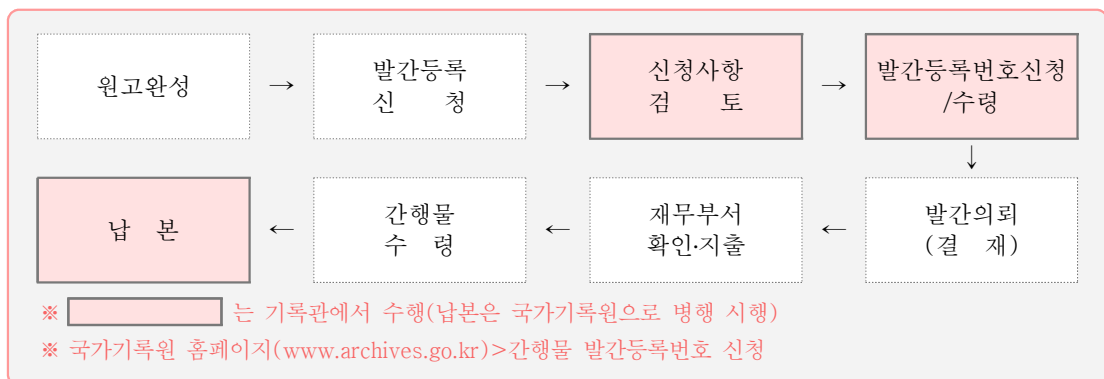 원고완성 → 발간등록 → 신청사항 → 발간등록번호신청
신 청 검 토 /수령
↓
납 본 ← 간행물 ← 재무부서 ← 발간의뢰
수 령 확인·지출 (결 재)
※ 는 기록관에서 수행(납본은 국가기록원으로 병행 시행)
※ 국가기록원 홈페이지(www.archives.go.kr)>간행물 발간등록번호 신청